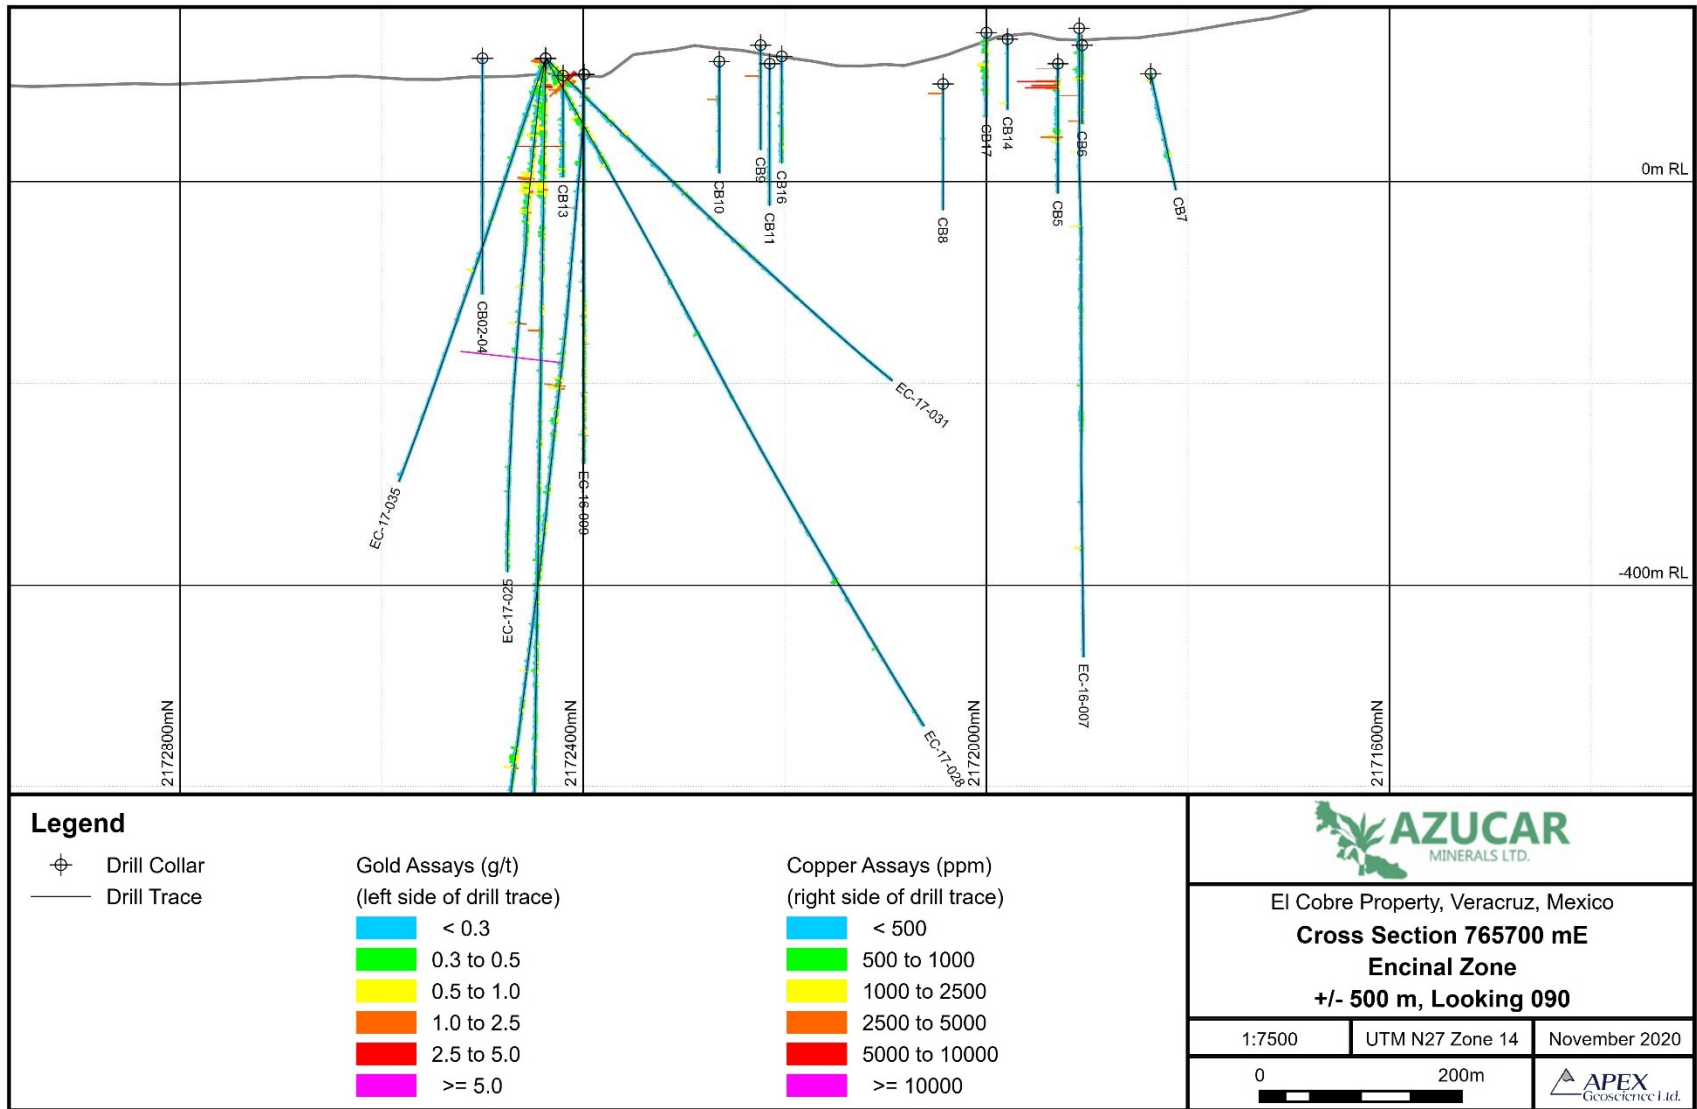 0m RL
-400m RL
CB02-04
CB13
CB10
CB9
CB11
CB16
CB8
CB17
CB14
CB5
CB6
CB7
EC-17-031
EC-17-035
EC-16-009
EC-17-025
EC-16-007
EC-17-028
2172800mN
2172400mN
2172000mN
2171600mN
Legend
Drill Collar
Drill Trace
Gold Assays (g/t)
(left side of drill trace)
< 0.3
0.3 to 0.5
0.5 to 1.0
1.0 to 2.5
2.5 to 5.0
>= 5.0
Copper Assays (ppm)
(right side of drill trace)
< 500
500 to 1000
1000 to 2500
2500 to 5000
5000 to 10000
>= 10000
AZUCAR
MINERALS LTD.
El Cobre Property, Veracruz, Mexico
Cross Section 765700 mE
Encinal Zone
+/- 500 m, Looking 090
1:7500 UTM N27 Zone 14 November 2020
0 200m
APEX
Geoscience Ltd.